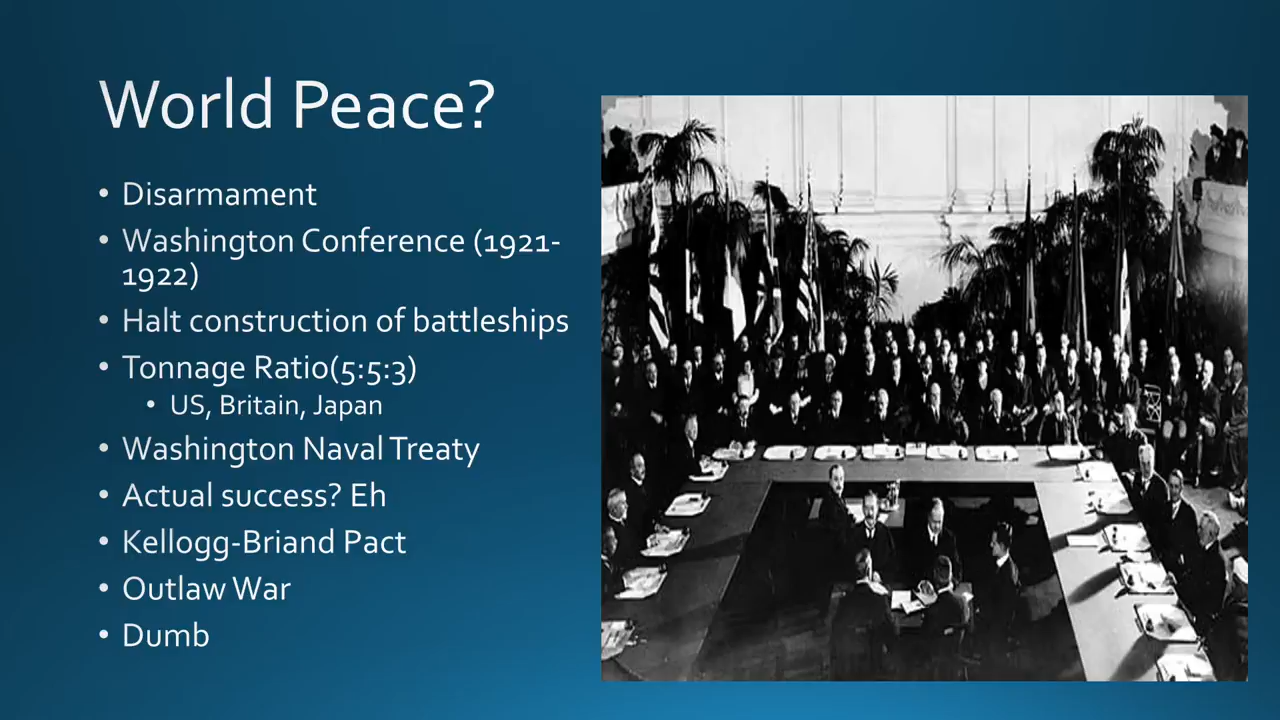 World Peace?
• Disarmament
• Washington Conference (1921-
1922)
• Halt construction of battleships
• Tonnage Ratio(5:5:3)
• US, Britain, Japan
• Washington Naval Treaty
• Actual success? Eh
• Kellogg-Briand Pact
• Outlaw War
• Dumb